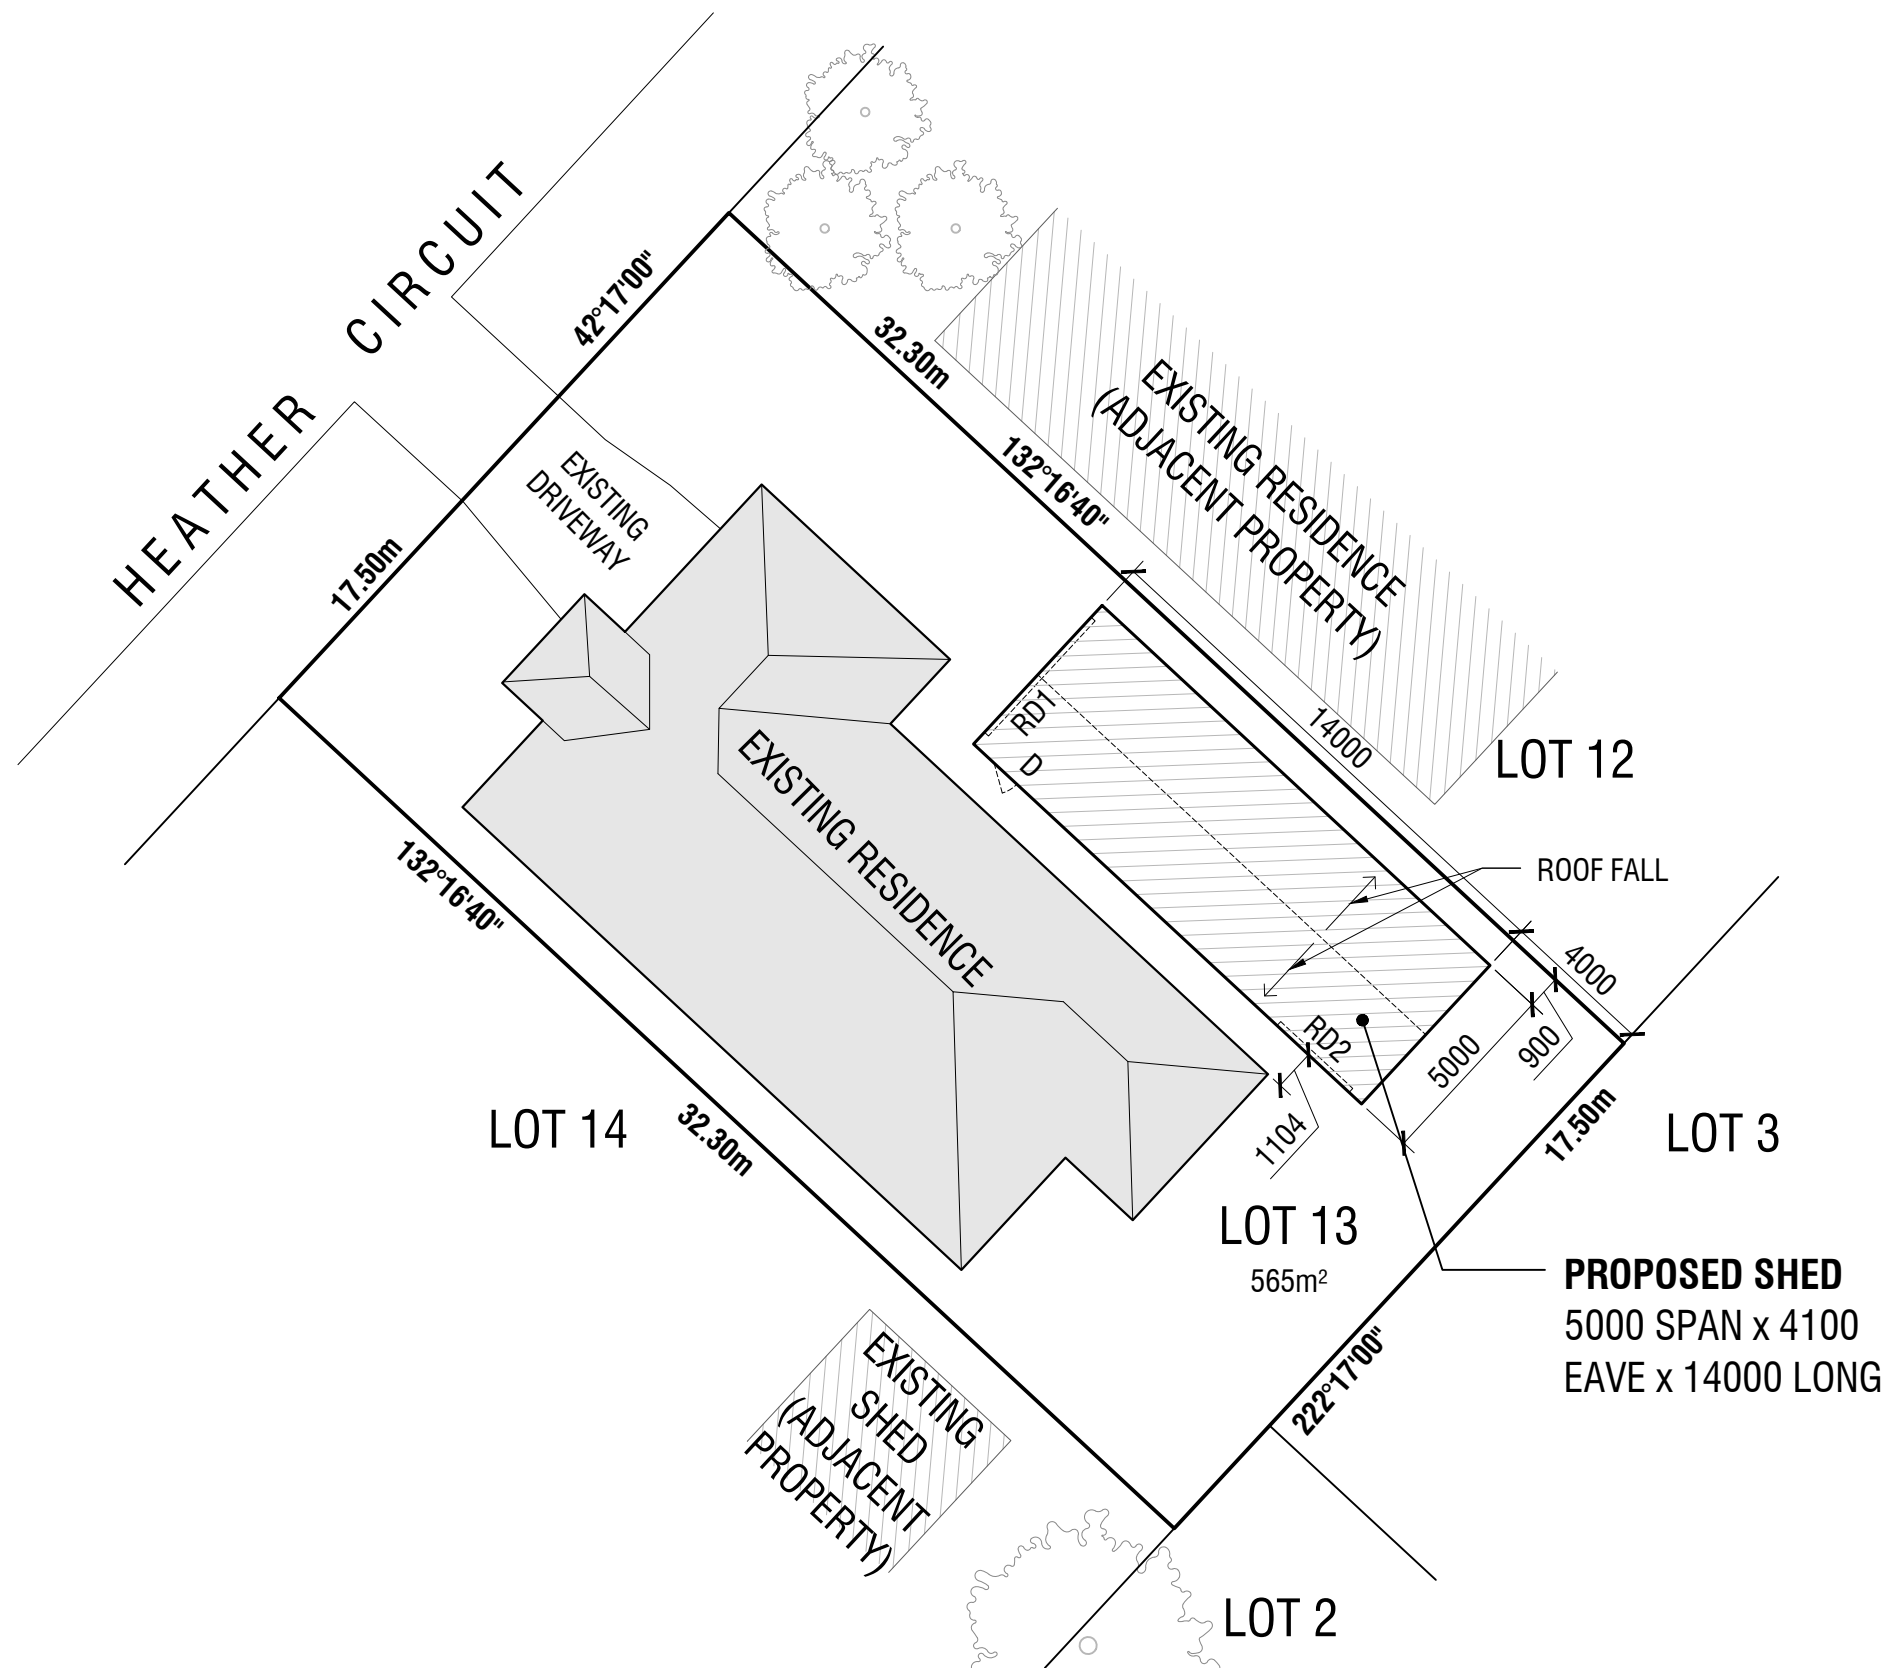 HEATHER CIRCUIT
42°17'00"
17.50m
32.30m
132°16'40"
EXISTING RESIDENCE
(ADJACENT PROPERTY)
EXISTING
DRIVEWAY
RD1
D
14000
LOT 12
ROOF FALL
EXISTING RESIDENCE
132°16'40"
4000
900
5000
RD2
1104
17.50m
LOT 3
LOT 14
32.30m
LOT 13
565m²
PROPOSED SHED
5000 SPAN x 4100
EAVE x 14000 LONG
222°17'00"
EXISTING
SHED
(ADJACENT
PROPERTY)
LOT 2